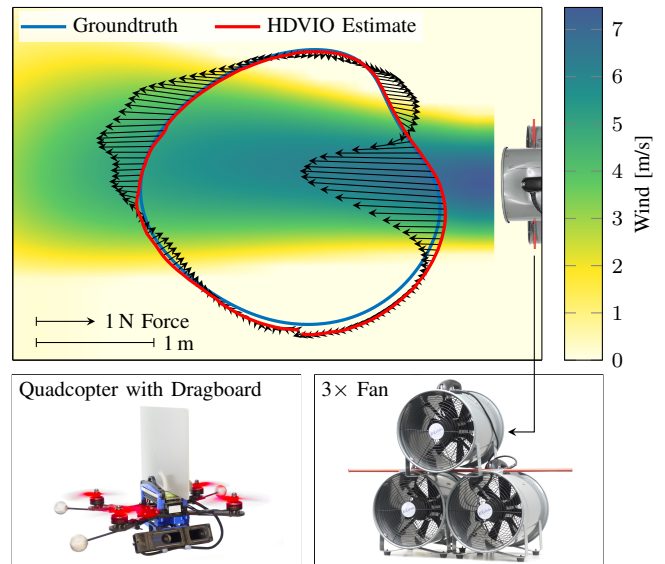 Groundtruth HDVIO Estimate
7
6
5
4
3
2
1
0
Wind [m/s]
1 N Force
1 m
Quadcopter with Dragboard
3× Fan